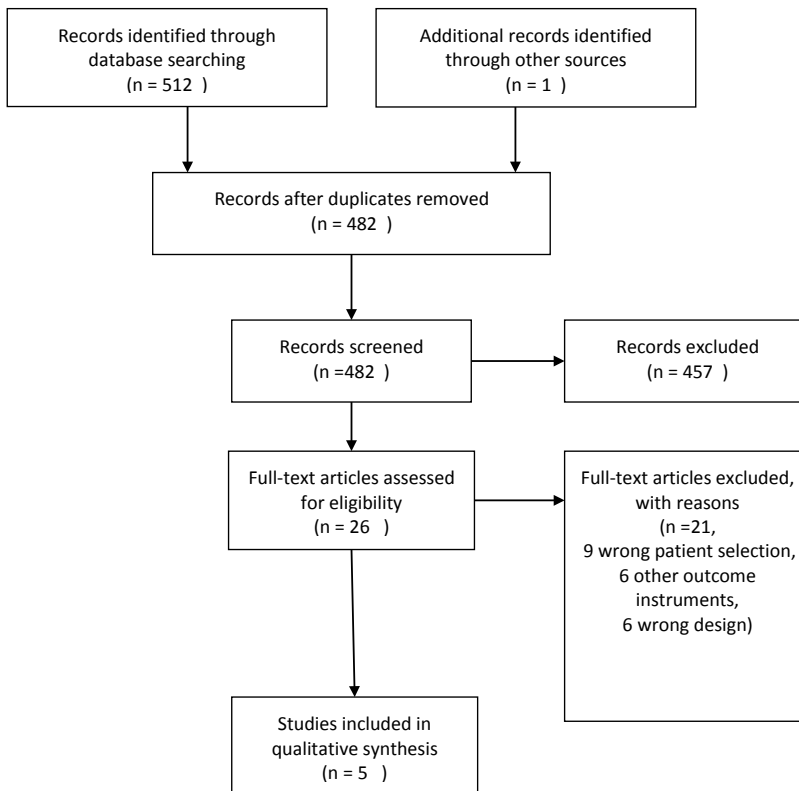 Records identified through
database searching
(n = 512 )
Additional records identified
through other sources
(n = 1 )
Records after duplicates removed
(n = 482 )
Records screened
(n =482 )
Records excluded
(n = 457 )
Full-text articles assessed
for eligibility
(n = 26 )
Full-text articles excluded,
with reasons
(n =21,
9 wrong patient selection,
6 other outcome
instruments,
6 wrong design)
Studies included in
qualitative synthesis
(n = 5 )